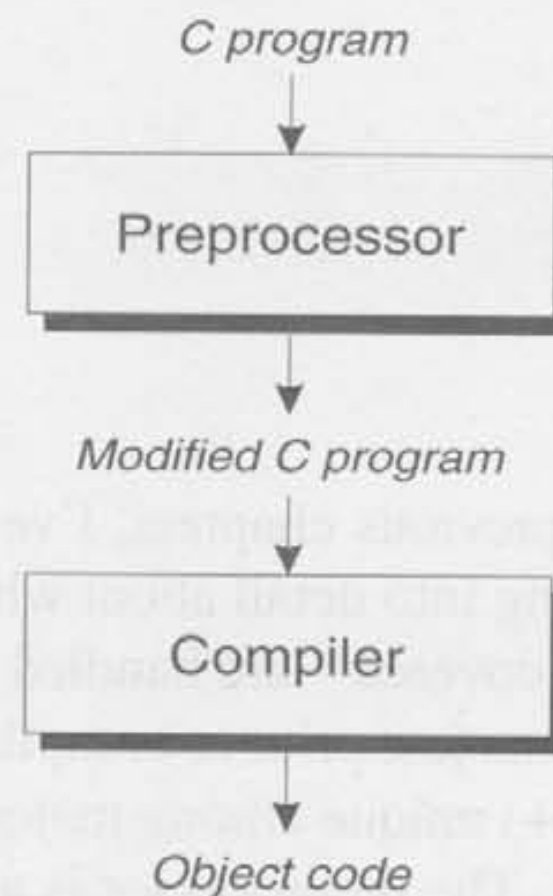 C program
Preprocessor
Modified C program
Compiler
Object code